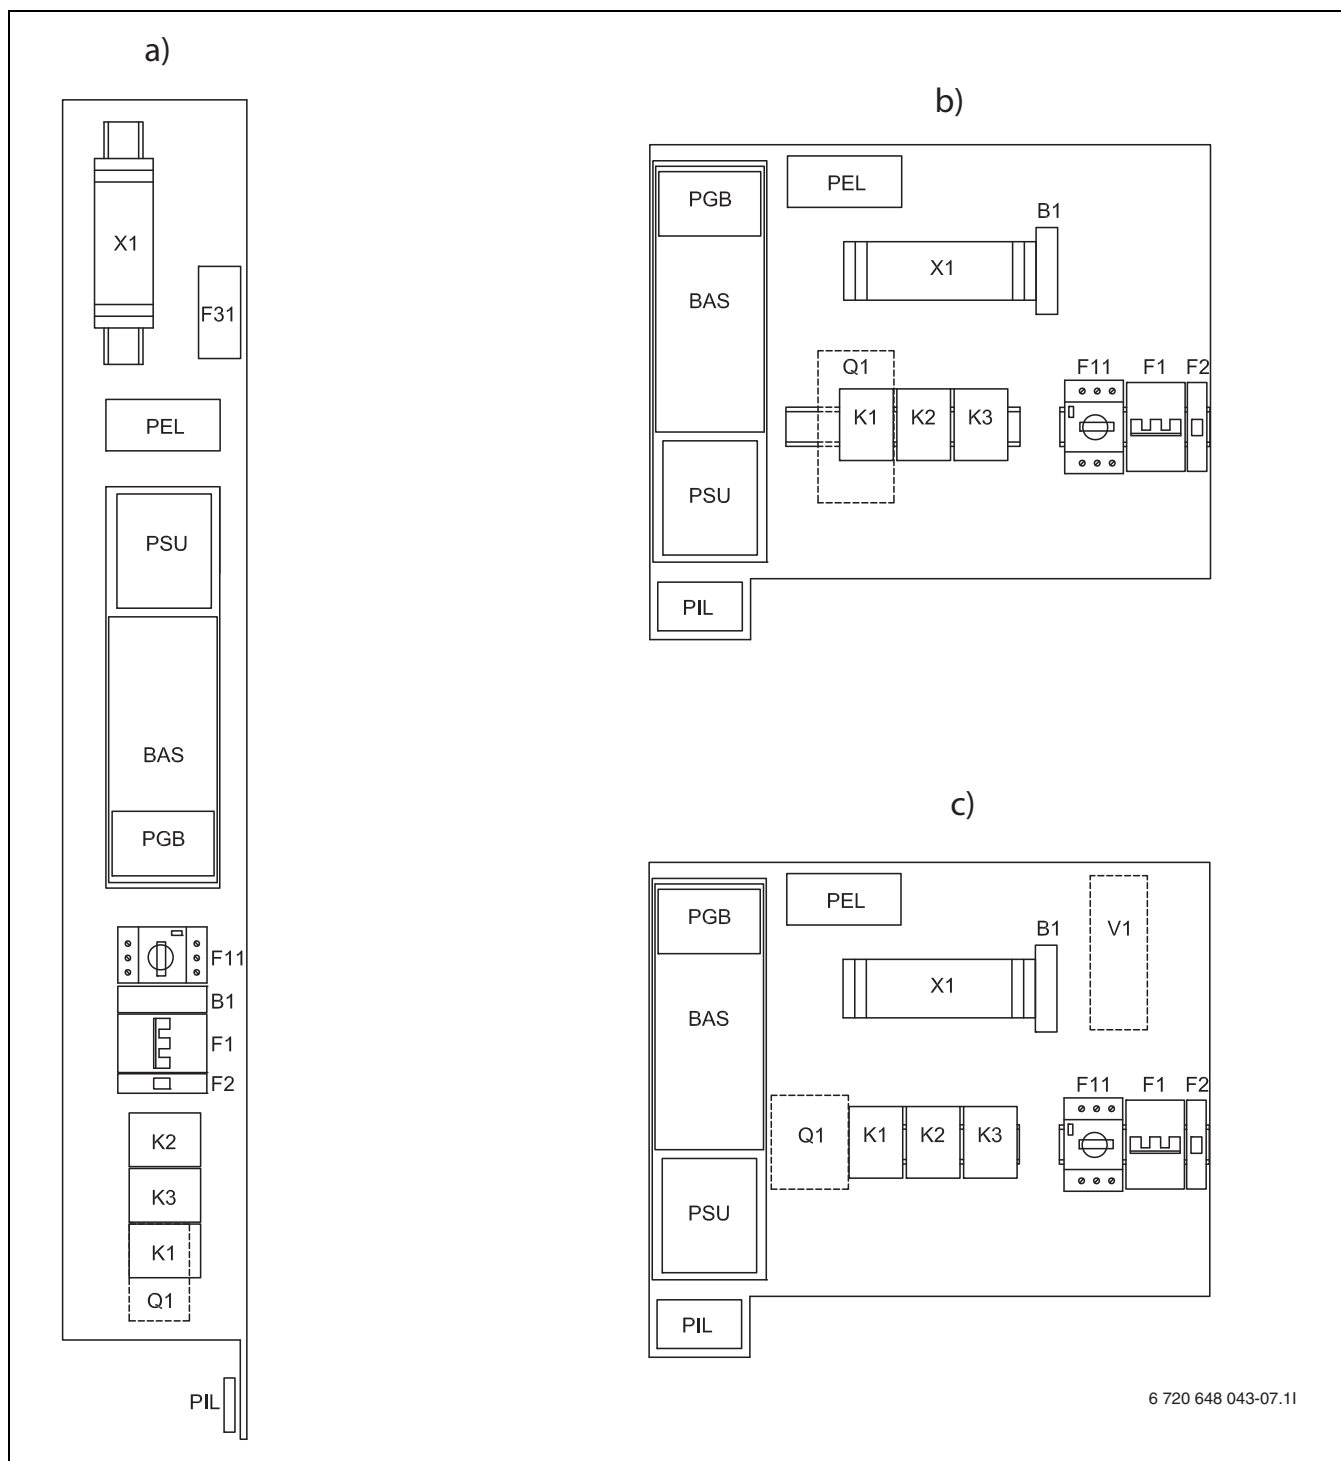 a)
X1
F31
PEL
PSU
BAS
PGB
F11
B1
F1
F2
K2
K3
K1
Q1
PIL
b)
PGB
PEL
B1
X1
BAS
Q1
F11 F1 F2
K1 K2 K3
PSU
PIL
c)
PGB
PEL
B1
V1
X1
BAS
F11 F1 F2
Q1 K1 K2 K3
PSU
PIL
6 720 648 043-07.1I